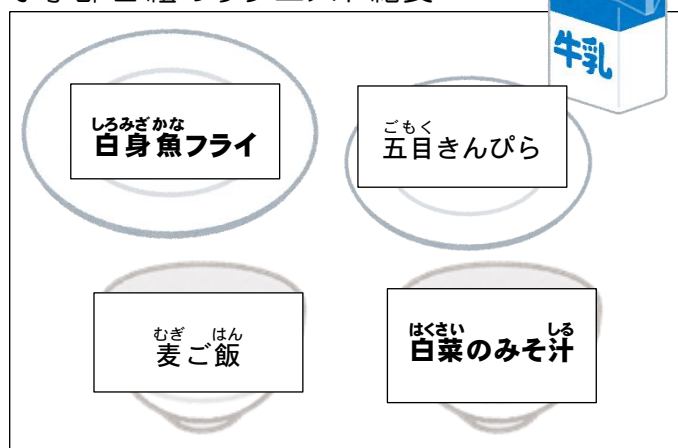 牛乳
しろみざかな
白身魚フライ
ごもく
五目きんぴら
むぎ はん
麦ご飯
はくさい しる
白菜のみそ汁